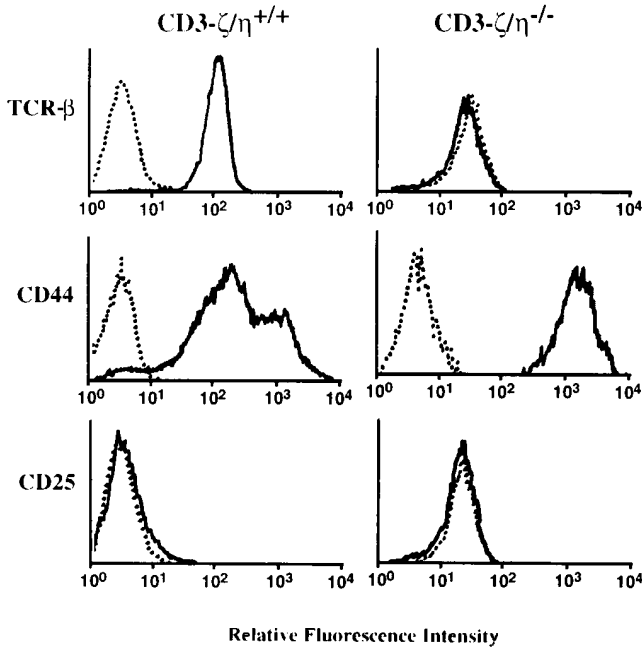 CD3-ζ/η+/+ CD3-ζ/η-/-
TCR-β
10⁰ 10¹ 10² 10³ 10⁴ 10⁰ 10¹ 10² 10³ 10⁴
CD44
10⁰ 10¹ 10² 10³ 10⁴ 10⁰ 10¹ 10² 10³ 10⁴
CD25
10⁰ 10¹ 10² 10³ 10⁴ 10⁰ 10¹ 10² 10³ 10⁴
Relative Fluorescence Intensity